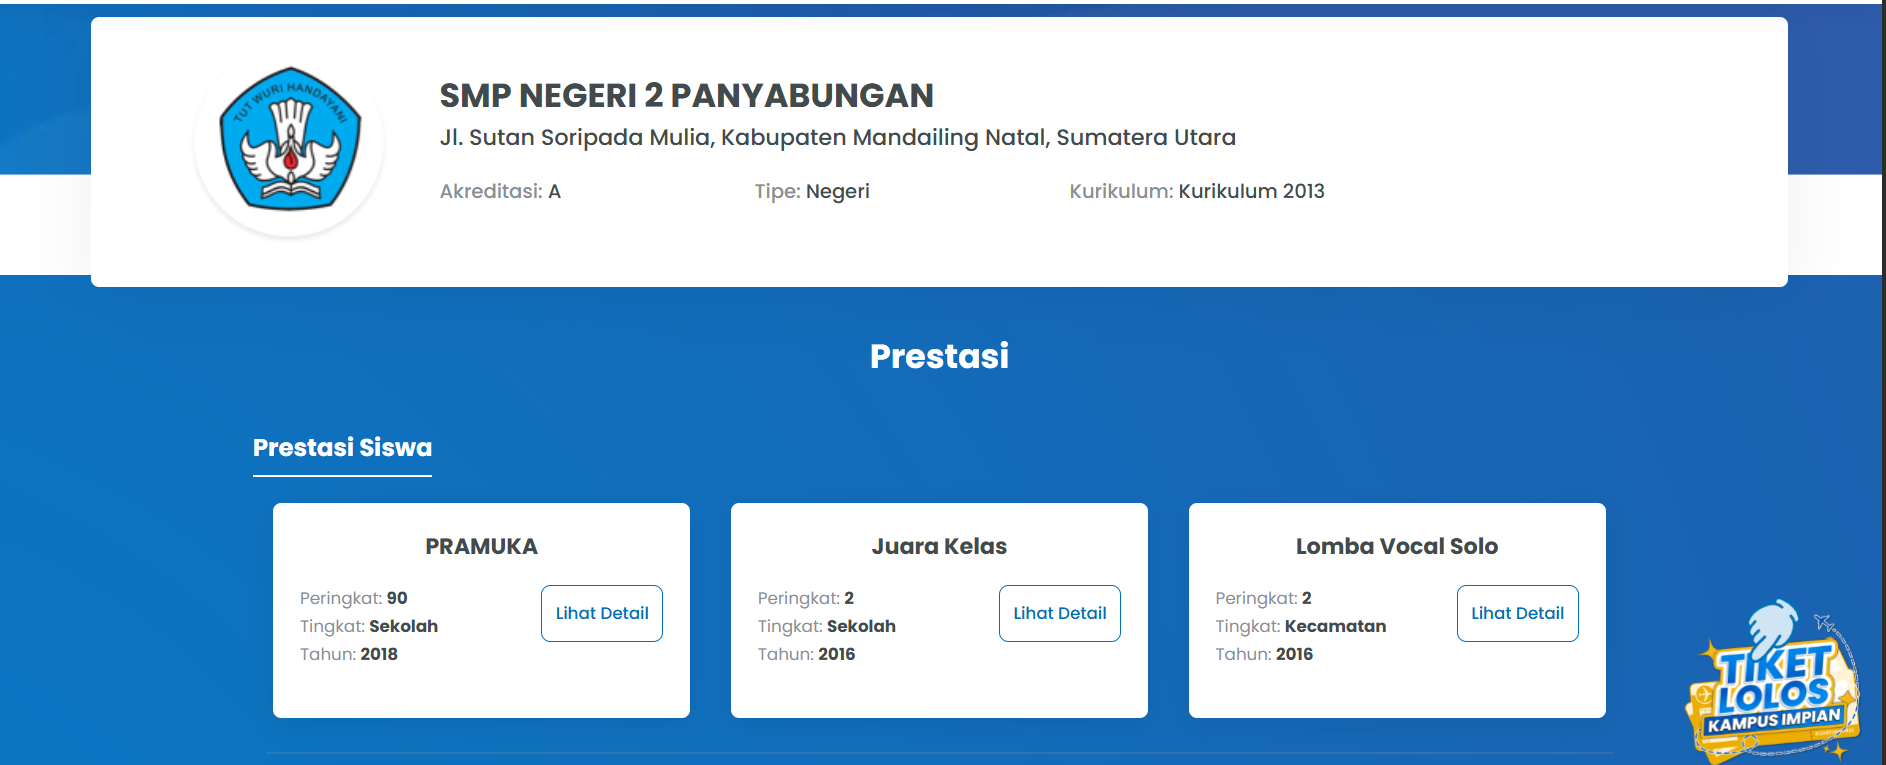 TUT WURI HANDAYANI
SMP NEGERI 2 PANYABUNGAN
Jl. Sutan Soripada Mulia, Kabupaten Mandailing Natal, Sumatera Utara
Akreditasi: A Tipe: Negeri Kurikulum: Kurikulum 2013
Prestasi
Prestasi Siswa
PRAMUKA
Peringkat: 90
Tingkat: Sekolah
Tahun: 2018
Lihat Detail
Juara Kelas
Peringkat: 2
Tingkat: Sekolah
Tahun: 2016
Lihat Detail
Lomba Vocal Solo
Peringkat: 2
Tingkat: Kecamatan
Tahun: 2016
Lihat Detail
TIKET
LOLOS
KAMPUS IMPIAN